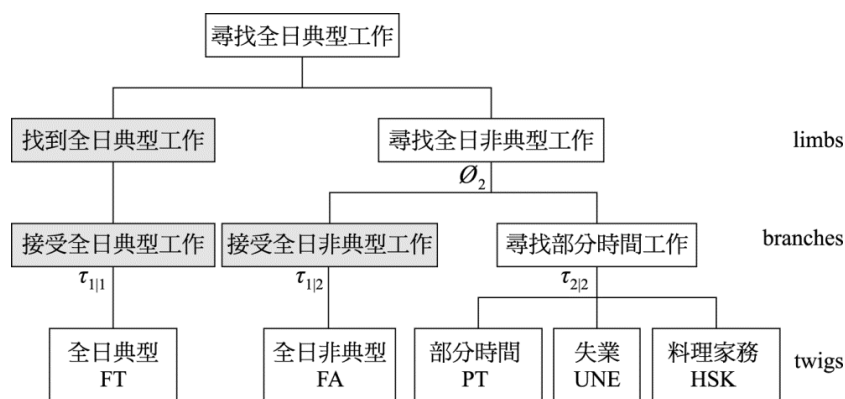 尋找全日典型工作
找到全日典型工作
尋找全日非典型工作
limbs
Ø₂
接受全日典型工作
接受全日非典型工作
尋找部分時間工作
branches
τ₁|₁
τ₁|₂
τ₂|₂
全日典型
FT
全日非典型
FA
部分時間
PT
失業
UNE
料理家務
HSK
twigs